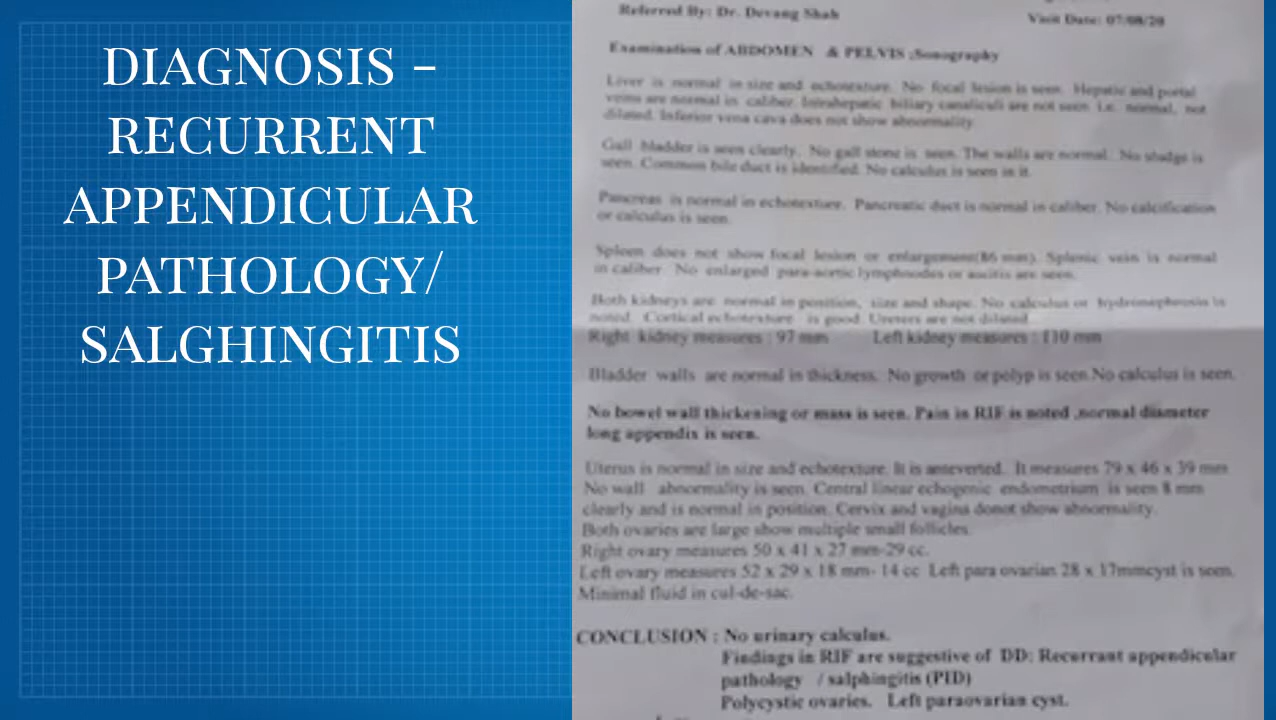 DIAGNOSIS –
RECURRENT
APPENDICULAR
PATHOLOGY/
SALGHINGITIS
Referred By: Dr. Devang Shah
Visit Date: 07/08/20
Examination of ABDOMEN & PELVIS ;Sonography
Liver is normal in size and echotexture. No focal lesion is seen. Hepatic and portal
veins are normal in caliber. Intrahepatic biliary canaliculi are not seen i.e. normal, not
dilated. Inferior vena cava does not show abnormality.
Gall bladder is seen clearly. No gall stone is seen. The walls are normal. No sludge is
seen. Common bile duct is identified. No calculus is seen in it.
Pancreas is normal in echotexture. Pancreatic duct is normal in caliber. No calcification
or calculus is seen.
Spleen does not show focal lesion or enlargement(86 mm). Splenic vein is normal
in caliber No enlarged para-aortic lymphnodes or ascitis are seen.
Both kidneys are normal in position, size and shape. No calculus or hydronephrosis is
noted. Cortical echotexture is good. Ureters are not dilated.
Right kidney measures : 97 mm Left kidney measures : 110 mm
Bladder walls are normal in thickness. No growth or polyp is seen.No calculus is seen.
No bowel wall thickening or mass is seen. Pain in RIF is noted ,normal diameter
long appendix is seen.
Uterus is normal in size and echotexture. It is anteverted. It measures 79 x 46 x 39 mm
No wall abnormality is seen. Central linear echogenic endometrium is seen 8 mm
clearly and is normal in position. Cervix and vagina donot show abnormality.
Both ovaries are large show multiple small follicles.
Right ovary measures 50 x 41 x 27 mm-29 cc.
Left ovary measures 52 x 29 x 18 mm- 14 cc Left para ovarian 28 x 17mmcyst is seen.
Minimal fluid in cul-de-sac.
CONCLUSION : No urinary calculus.
Findings in RIF are suggestive of DD: Recurrant appendicular
pathology / salphingitis (PID)
Polycystic ovaries. Left paraovarian cyst.